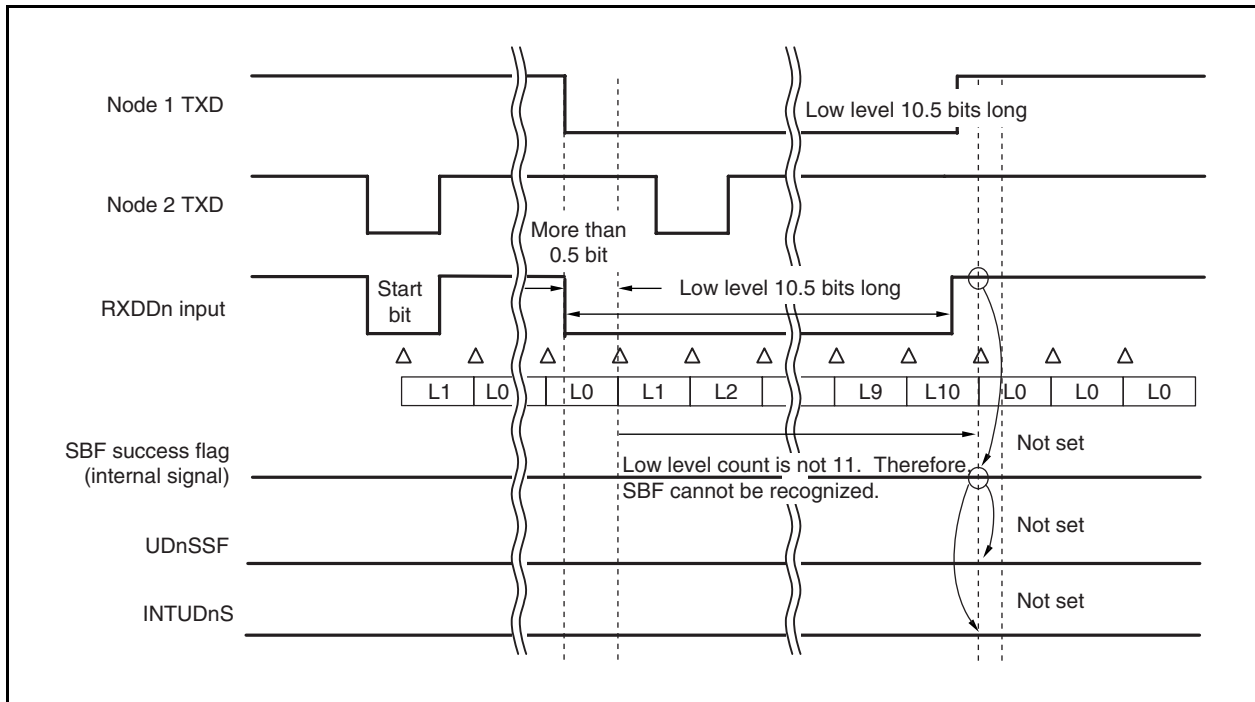 Node 1 TXD
Low level 10.5 bits long
Node 2 TXD
More than
0.5 bit
RXDDn input
Start
bit
Low level 10.5 bits long
L1 L0 L0 L1 L2 L9 L10 L0 L0 L0
SBF success flag
(internal signal)
Not set
Low level count is not 11. Therefore,
SBF cannot be recognized.
Not set
UDnSSF
Not set
INTUDnS